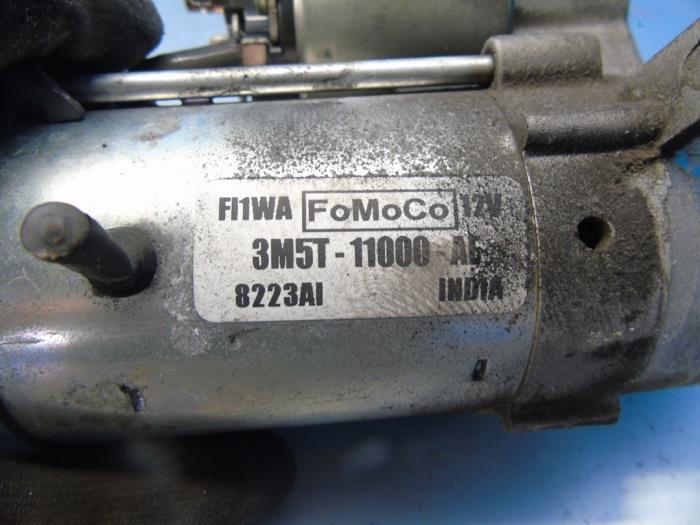 FI1WA FoMoCo 12V
3M5T-11000-
8223AI INDIA